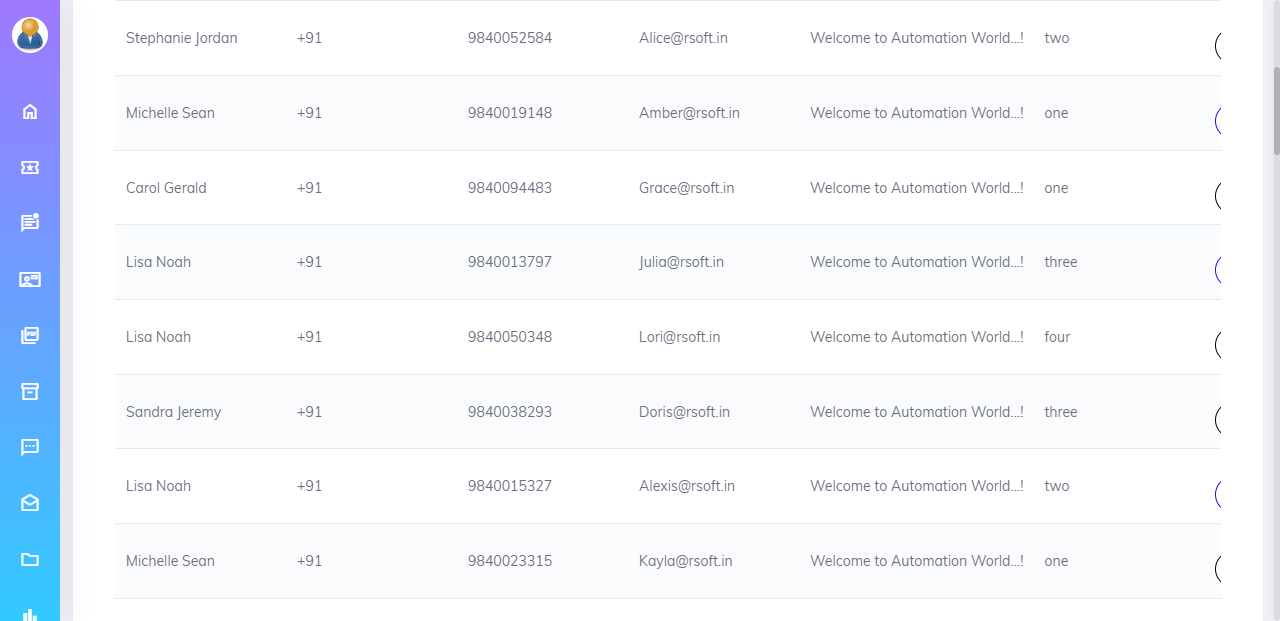 Stephanie Jordan +91 9840052584 Alice@rsoft.in Welcome to Automation World...! two
Michelle Sean +91 9840019148 Amber@rsoft.in Welcome to Automation World...! one
Carol Gerald +91 9840094483 Grace@rsoft.in Welcome to Automation World...! one
Lisa Noah +91 9840013797 Julia@rsoft.in Welcome to Automation World...! three
Lisa Noah +91 9840050348 Lori@rsoft.in Welcome to Automation World...! four
Sandra Jeremy +91 9840038293 Doris@rsoft.in Welcome to Automation World...! three
Lisa Noah +91 9840015327 Alexis@rsoft.in Welcome to Automation World...! two
Michelle Sean +91 9840023315 Kayla@rsoft.in Welcome to Automation World...! one